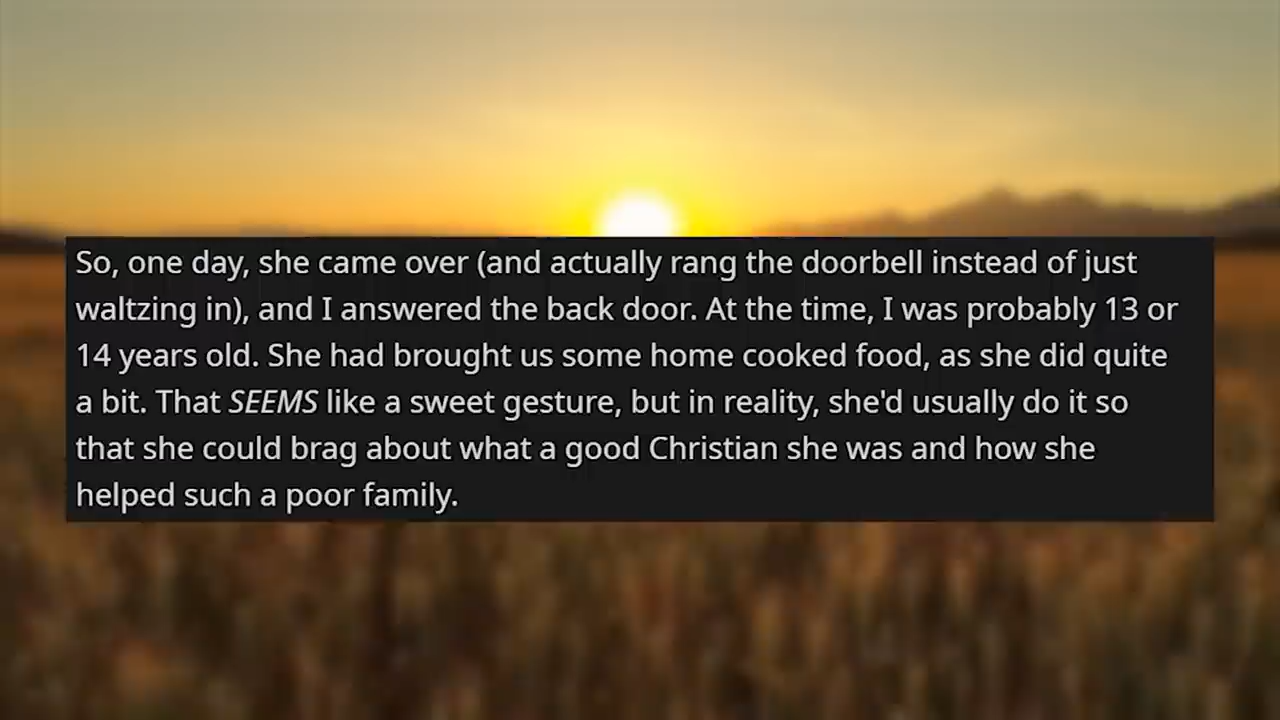 So, one day, she came over (and actually rang the doorbell instead of just
waltzing in), and I answered the back door. At the time, I was probably 13 or
14 years old. She had brought us some home cooked food, as she did quite
a bit. That SEEMS like a sweet gesture, but in reality, she'd usually do it so
that she could brag about what a good Christian she was and how she
helped such a poor family.